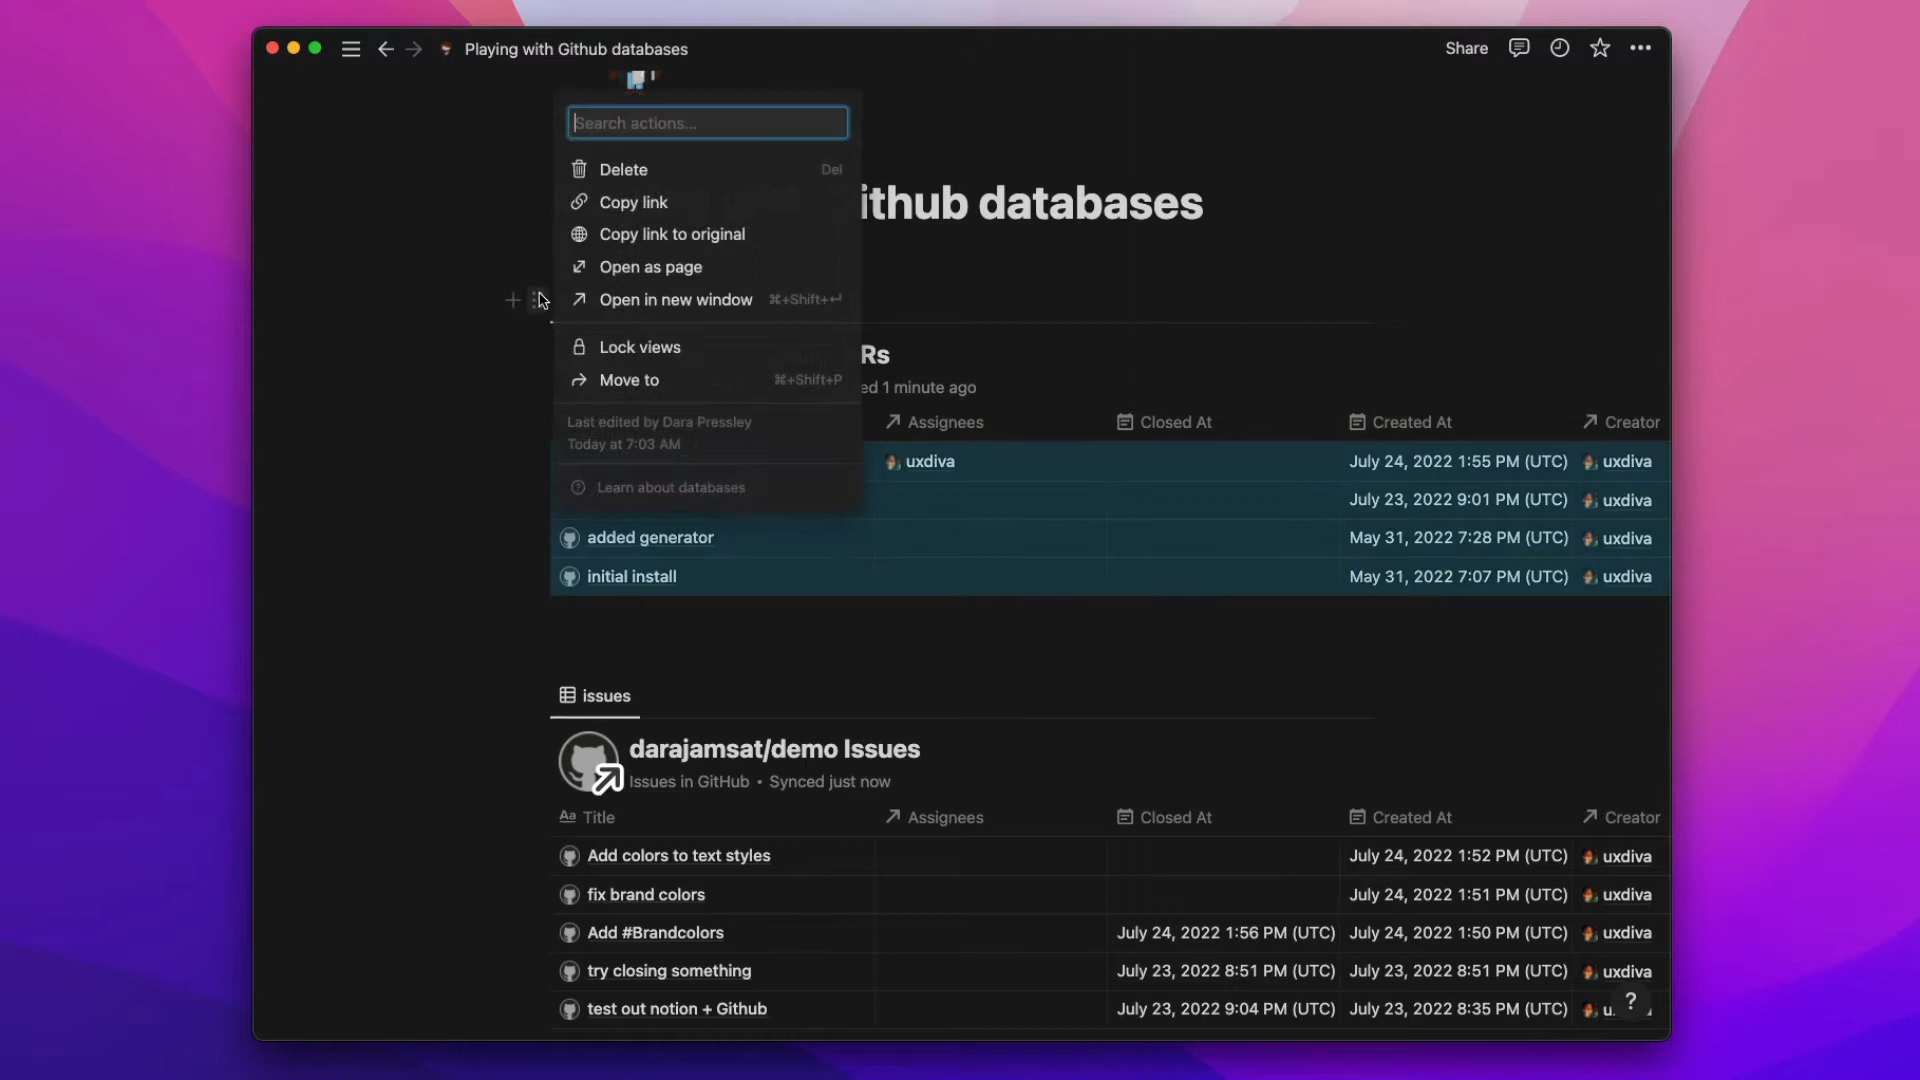 Playing with Github databases
Share
Search actions...
Delete Del
Copy link
ithub databases
Copy link to original
Open as page
Open in new window ⌘+Shift+↵
Lock views
Rs
Move to ⌘+Shift+P
ed 1 minute ago
Last edited by Dara Pressley
Today at 7:03 AM
Assignees Closed At Created At Creator
uxdiva July 24, 2022 1:55 PM (UTC) uxdiva
Learn about databases
July 23, 2022 9:01 PM (UTC) uxdiva
added generator May 31, 2022 7:28 PM (UTC) uxdiva
initial install May 31, 2022 7:07 PM (UTC) uxdiva
issues
darajamsat/demo Issues
Issues in GitHub • Synced just now
Aa Title Assignees Closed At Created At Creator
Add colors to text styles July 24, 2022 1:52 PM (UTC) uxdiva
fix brand colors July 24, 2022 1:51 PM (UTC) uxdiva
Add #Brandcolors July 24, 2022 1:56 PM (UTC) July 24, 2022 1:50 PM (UTC) uxdiva
try closing something July 23, 2022 8:51 PM (UTC) July 23, 2022 8:51 PM (UTC) uxdiva
test out notion + Github July 23, 2022 9:04 PM (UTC) July 23, 2022 8:35 PM (UTC)
?